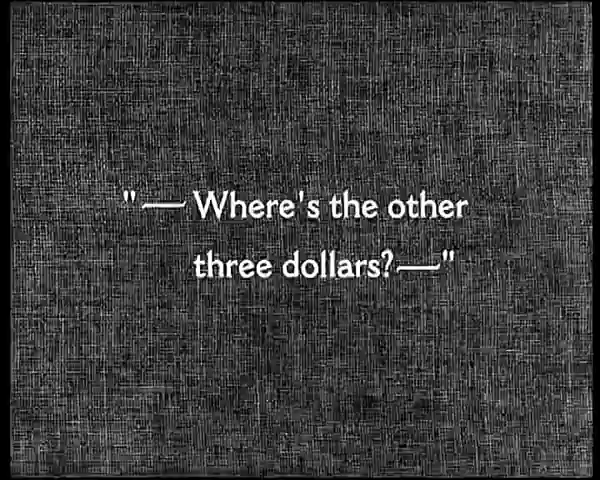 "— Where's the other
three dollars?—"